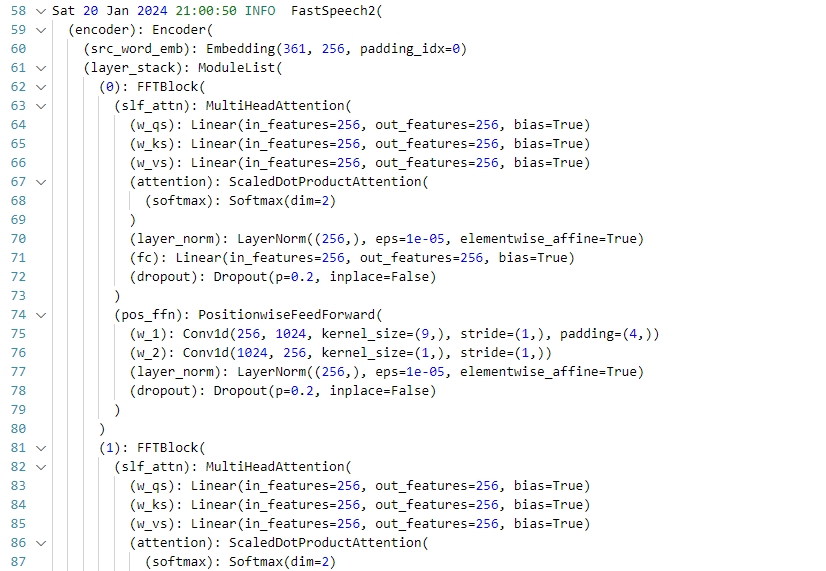 58 Sat 20 Jan 2024 21:00:50 INFO  FastSpeech2(
59   (encoder): Encoder(
60     (src_word_emb): Embedding(361, 256, padding_idx=0)
61     (layer_stack): ModuleList(
62       (0): FFTBlock(
63         (slf_attn): MultiHeadAttention(
64           (w_qs): Linear(in_features=256, out_features=256, bias=True)
65           (w_ks): Linear(in_features=256, out_features=256, bias=True)
66           (w_vs): Linear(in_features=256, out_features=256, bias=True)
67           (attention): ScaledDotProductAttention(
68             (softmax): Softmax(dim=2)
69           )
70           (layer_norm): LayerNorm((256,), eps=1e-05, elementwise_affine=True)
71           (fc): Linear(in_features=256, out_features=256, bias=True)
72           (dropout): Dropout(p=0.2, inplace=False)
73         )
74         (pos_ffn): PositionwiseFeedForward(
75           (w_1): Conv1d(256, 1024, kernel_size=(9,), stride=(1,), padding=(4,))
76           (w_2): Conv1d(1024, 256, kernel_size=(1,), stride=(1,))
77           (layer_norm): LayerNorm((256,), eps=1e-05, elementwise_affine=True)
78           (dropout): Dropout(p=0.2, inplace=False)
79         )
80       )
81       (1): FFTBlock(
82         (slf_attn): MultiHeadAttention(
83           (w_qs): Linear(in_features=256, out_features=256, bias=True)
84           (w_ks): Linear(in_features=256, out_features=256, bias=True)
85           (w_vs): Linear(in_features=256, out_features=256, bias=True)
86           (attention): ScaledDotProductAttention(
87             (softmax): Softmax(dim=2)